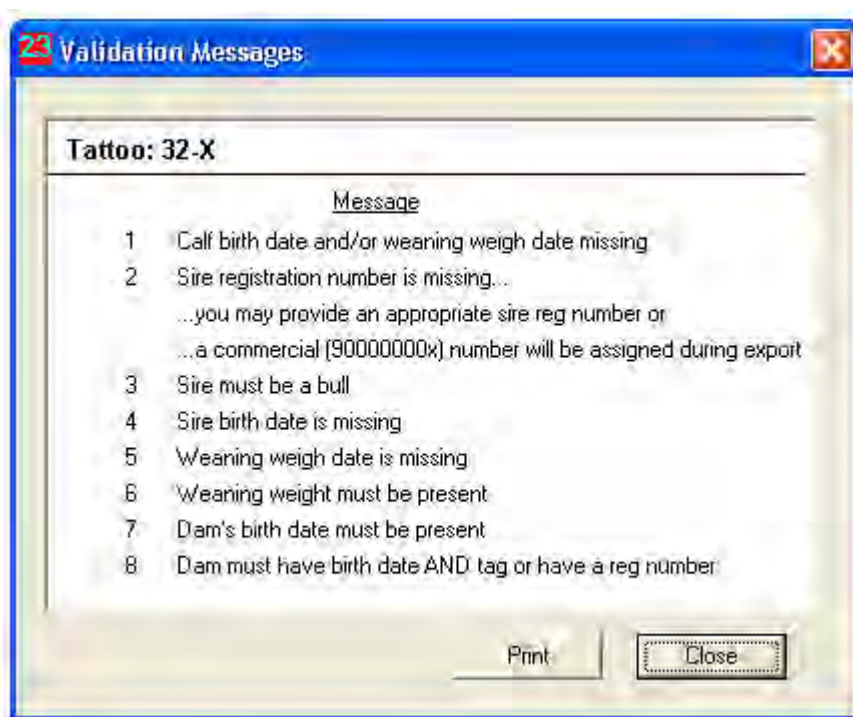 23 Validation Messages
Tattoo: 32-X
Message
1 Calf birth date and/or weaning weigh date missing
2 Sire registration number is missing...
...you may provide an appropriate sire reg number or
...a commercial (90000000x) number will be assigned during export
3 Sire must be a bull
4 Sire birth date is missing
5 Weaning weigh date is missing
6 Weaning weight must be present
7 Dam's birth date must be present
8 Dam must have birth date AND tag or have a reg number
Print Close